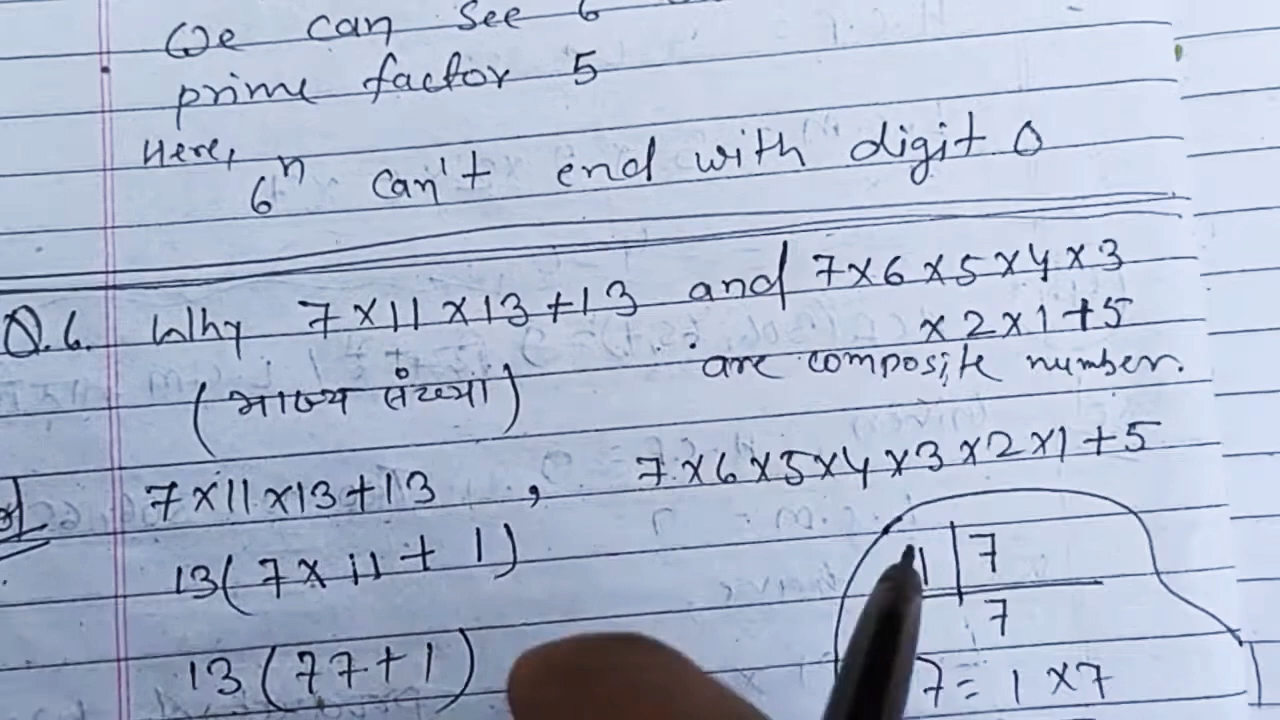 We can see 6
prime factor 5
Here,
6ⁿ can't end with digit 0
Q.6. Why 7×11×13+13 and 7×6×5×4×3
×2×1+5
(भाज्य संख्या) are composite number.
7×11×13+13 , 7×6×5×4×3×2×1+5
13(7×11+1)
1|7
7
13(77+1)
7=1×7